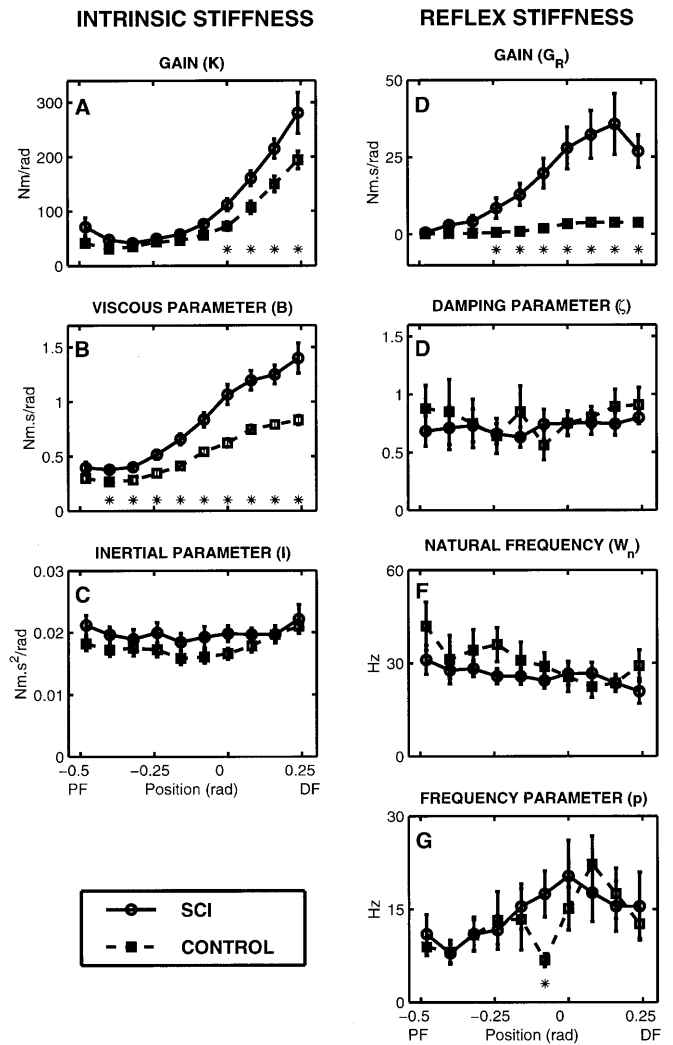 INTRINSIC STIFFNESS
GAIN (K)
A
Nm/rad
300
200
100
0
* * * *
VISCOUS PARAMETER (B)
B
Nm.s/rad
1.5
1
0.5
0
* * * * * * * * *
INERTIAL PARAMETER (I)
C
Nm.s²/rad
0.03
0.02
0.01
0
−0.5 −0.25 0 0.25
PF Position (rad) DF
SCI
CONTROL
REFLEX STIFFNESS
GAIN (G_R)
D
Nm.s/rad
50
25
0
* * * * * * *
DAMPING PARAMETER (ζ)
D
1.5
1
0.5
0
NATURAL FREQUENCY (W_n)
F
Hz
60
30
0
FREQUENCY PARAMETER (p)
G
Hz
30
15
0
*
−0.5 −0.25 0 0.25
PF Position (rad) DF